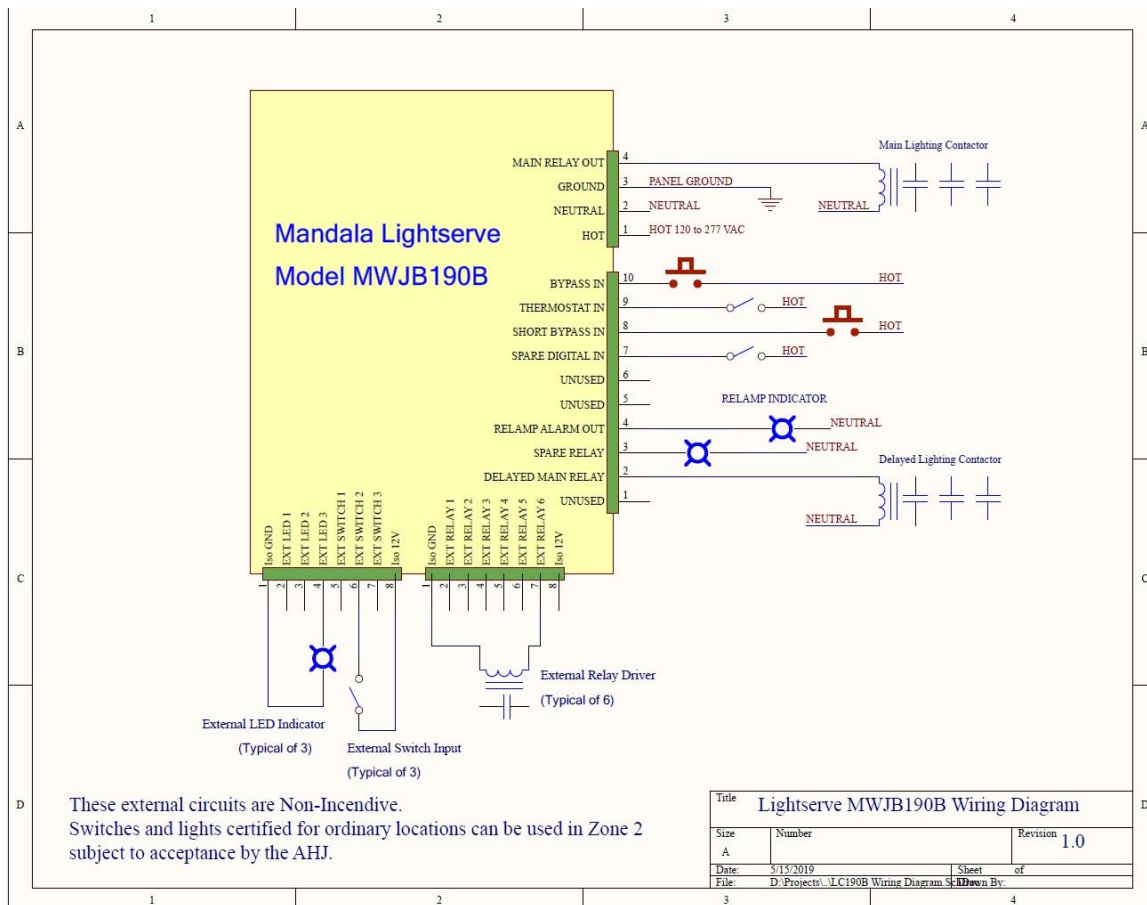 1 2 3 4
A A
B B
C C
D D
Mandala Lightserve
Model MWJB190B
MAIN RELAY OUT 4
GROUND 3 PANEL GROUND
NEUTRAL 2 NEUTRAL
HOT 1 HOT 120 to 277 VAC
Main Lighting Contactor
NEUTRAL
BYPASS IN 10 HOT
THERMOSTAT IN 9 HOT
SHORT BYPASS IN 8 HOT
SPARE DIGITAL IN 7 HOT
UNUSED 6
UNUSED 5
RELAMP INDICATOR
RELAMP ALARM OUT 4 NEUTRAL
SPARE RELAY 3 NEUTRAL
DELAYED MAIN RELAY 2
UNUSED 1
Delayed Lighting Contactor
NEUTRAL
Iso GND 1
EXT LED 1 2
EXT LED 2 3
EXT LED 3 4
EXT SWITCH 1 5
EXT SWITCH 2 6
EXT SWITCH 3 7
Iso 12V 8
Iso GND 1
EXT RELAY 1 2
EXT RELAY 2 3
EXT RELAY 3 4
EXT RELAY 4 5
EXT RELAY 5 6
EXT RELAY 6 7
Iso 12V 8
External LED Indicator
(Typical of 3)
External Switch Input
(Typical of 3)
External Relay Driver
(Typical of 6)
These external circuits are Non-Incendive.
Switches and lights certified for ordinary locations can be used in Zone 2
subject to acceptance by the AHJ.
Title Lightserve MWJB190B Wiring Diagram
Size Number Revision 1.0
A
Date: 5/15/2019 Sheet of
File: D:\Projects\..\LC190B Wiring Diagram By:
1 2 3 4